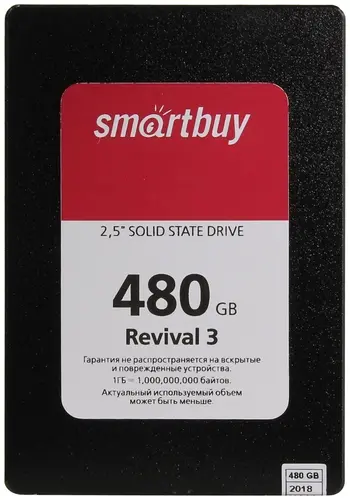 smartbuy
2,5" SOLID STATE DRIVE
480 GB
Revival 3
Гарантия не распространяется на вскрытые
и поврежденные устройства.
1ГБ = 1,000,000,000 байтов.
Актуальный используемый объем
может быть меньше.
480 GB
2018